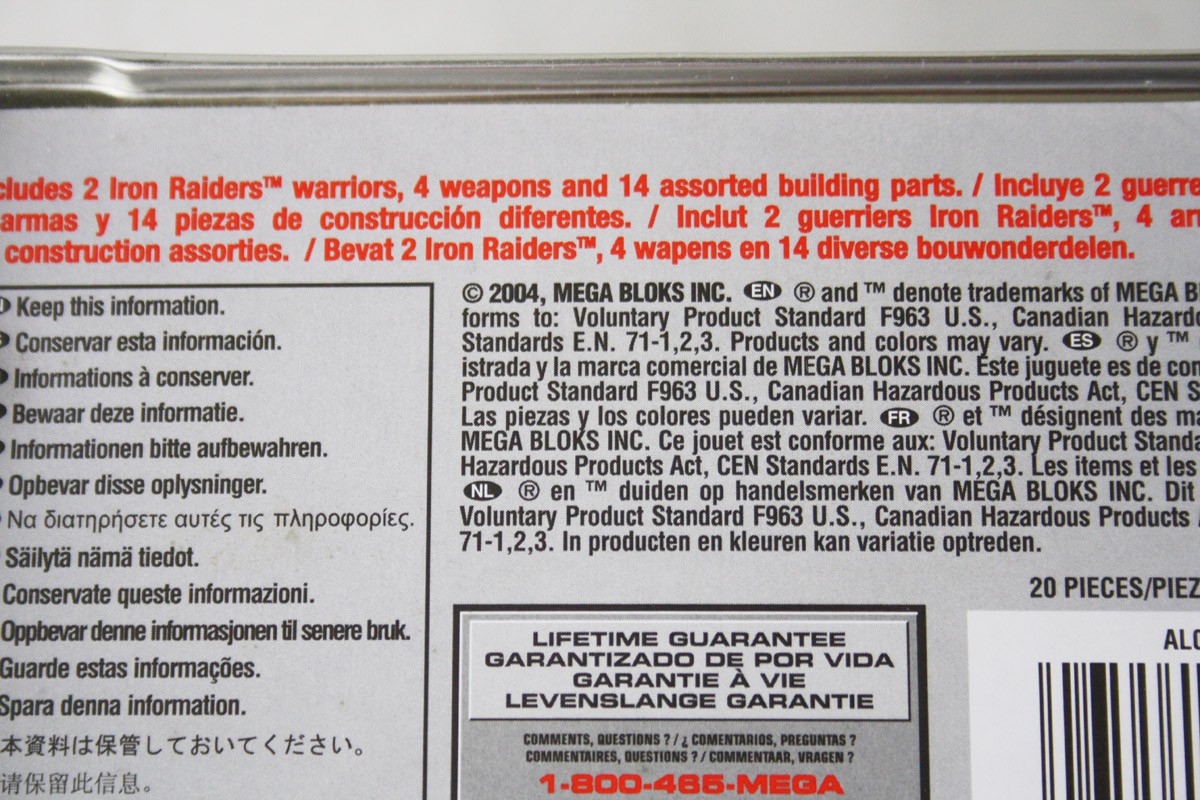 cludes 2 Iron Raiders™ warriors, 4 weapons and 14 assorted building parts. / Incluye 2 guerre
armas y 14 piezas de construcción diferentes. / Inclut 2 guerriers Iron Raiders™, 4 ar
construction assorties. / Bevat 2 Iron Raiders™, 4 wapens en 14 diverse bouwonderdelen.
Keep this information.
Conservar esta información.
Informations à conserver.
Bewaar deze informatie.
Informationen bitte aufbewahren.
Opbevar disse oplysninger.
Να διατηρήσετε αυτές τις πληροφορίες.
Säilytä nämä tiedot.
Conservate queste informazioni.
Oppbevar denne informasjonen til senere bruk.
Guarde estas informações.
Spara denna information.
本資料は保管しておいてください。
请保留此信息。
© 2004, MEGA BLOKS INC. EN ® and ™ denote trademarks of MEGA B
forms to: Voluntary Product Standard F963 U.S., Canadian Hazardo
Standards E.N. 71-1,2,3. Products and colors may vary. ES ® y ™
istrada y la marca comercial de MEGA BLOKS INC. Éste juguete es de con
Product Standard F963 U.S., Canadian Hazardous Products Act, CEN S
Las piezas y los colores pueden variar. FR ® et ™ désignent des ma
MEGA BLOKS INC. Ce jouet est conforme aux: Voluntary Product Standa
Hazardous Products Act, CEN Standards E.N. 71-1,2,3. Les items et les
NL ® en ™ duiden op handelsmerken van MEGA BLOKS INC. Dit
Voluntary Product Standard F963 U.S., Canadian Hazardous Products
71-1,2,3. In producten en kleuren kan variatie optreden.
20 PIECES/PIEZ
LIFETIME GUARANTEE
GARANTIZADO DE POR VIDA
GARANTIE À VIE
LEVENSLANGE GARANTIE
COMMENTS, QUESTIONS ? / ¿ COMENTARIOS, PREGUNTAS ?
COMMENTAIRES, QUESTIONS ? / COMMENTAAR, VRAGEN ?
1-800-465-MEGA